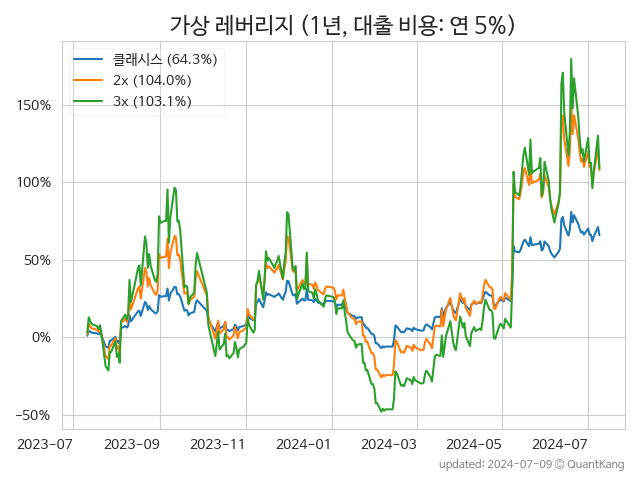 가상 레버리지 (1년, 대출 비용: 연 5%)
클래시스 (64.3%)
2x (104.0%)
3x (103.1%)
150%
100%
50%
0%
−50%
2023-07 2023-09 2023-11 2024-01 2024-03 2024-05 2024-07
updated: 2024-07-09 © QuantKang